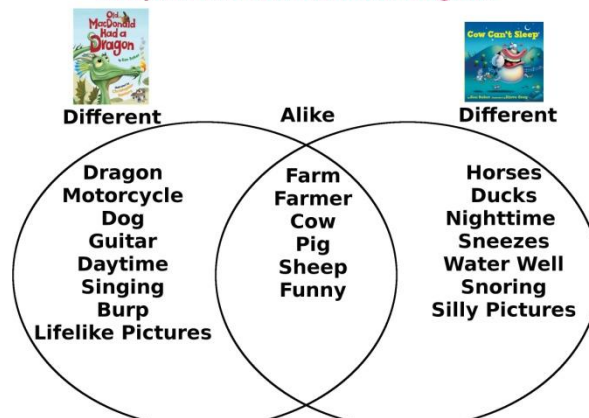 Old
MacDonald
Had a
Dragon
Cow Can't Sleep
Different
Alike
Different
Dragon
Motorcycle
Dog
Guitar
Daytime
Singing
Burp
Lifelike Pictures
Farm
Farmer
Cow
Pig
Sheep
Funny
Horses
Ducks
Nighttime
Sneezes
Water Well
Snoring
Silly Pictures